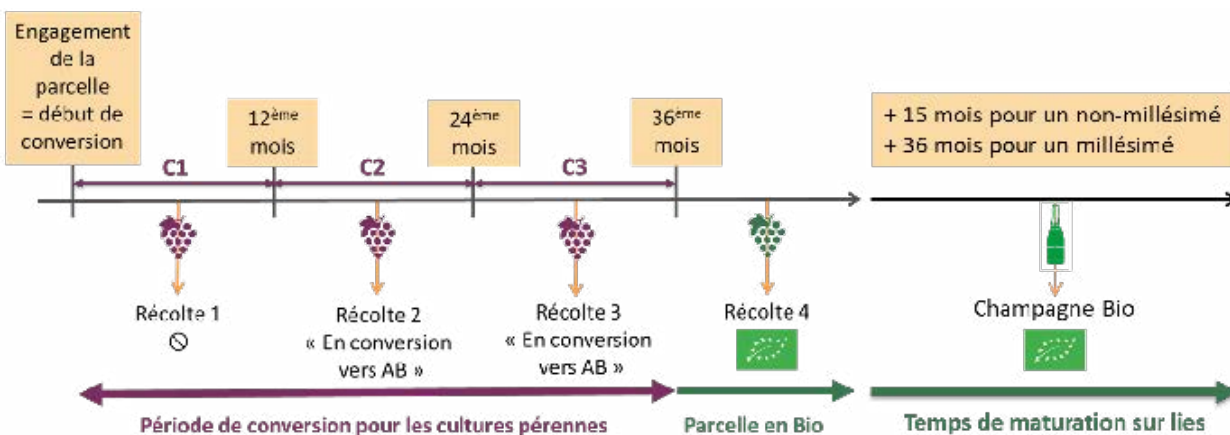 Engagement
de la
parcelle
= début de
conversion
12ème
mois
24ème
mois
36ème
mois
+ 15 mois pour un non-millésimé
+ 36 mois pour un millésimé
C1
C2
C3
Récolte 1
Récolte 2
« En conversion
vers AB »
Récolte 3
« En conversion
vers AB »
Récolte 4
Champagne Bio
Période de conversion pour les cultures pérennes
Parcelle en Bio
Temps de maturation sur lies